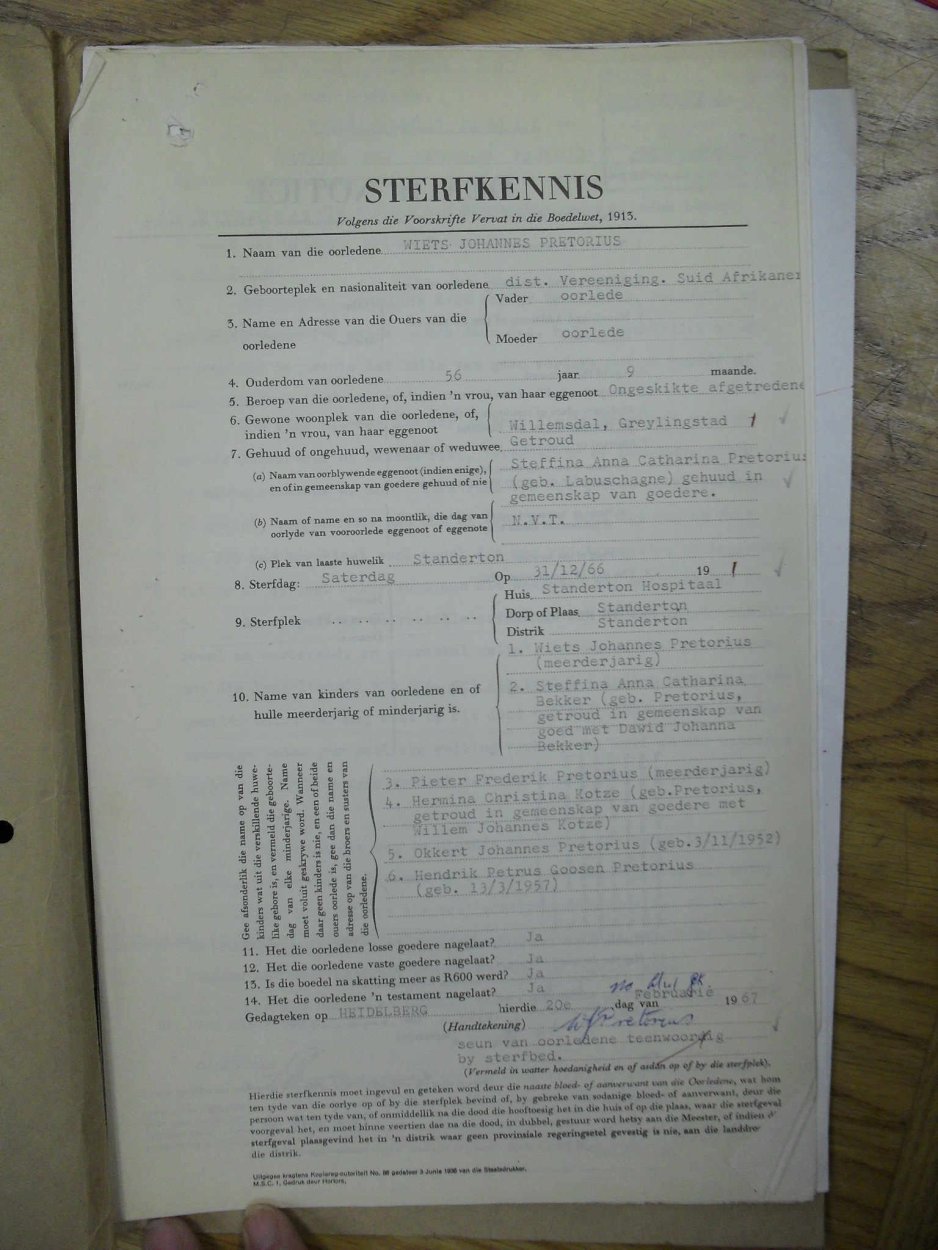 STERFKENNIS
Volgens die Voorskrifte Vervat in die Boedelwet, 1913.
1. Naam van die oorledene WIETS JOHANNES PRETORIUS
2. Geboorteplek en nasionaliteit van oorledene dist. Vereeniging. Suid Afrikaner
3. Name en Adresse van die Ouers van die oorledene
Vader oorlede
Moeder oorlede
4. Ouderdom van oorledene 56 jaar 9 maande.
5. Beroep van die oorledene, of, indien 'n vrou, van haar eggenoot Ongeskikte afgetredene
6. Gewone woonplek van die oorledene, of,
indien 'n vrou, van haar eggenoot Willemsdal, Greylingstad
7. Gehuud of ongehuud, wewenaar of weduwee Getroud
(a) Naam van oorblywende eggenoot (indien enige),
en of in gemeenskap van goedere gehuud of nie
Steffina Anna Catharina Pretorius
(geb. Labuschagne) gehuud in
gemeenskap van goedere.
(b) Naam of name en so na moontlik, die dag van
oorlyde van vooroorlede eggenoot of eggenote
N.V.T.
(c) Plek van laaste huwelik Standerton
8. Sterfdag: Saterdag Op 31/12/66 19
9. Sterfplek
Huis Standerton Hospitaal
Dorp of Plaas Standerton
Distrik Standerton
10. Name van kinders van oorledene en of
hulle meerderjarig of minderjarig is.
1. Wiets Johannes Pretorius
(meerderjarig)
2. Steffina Anna Catharina
Bekker (geb. Pretorius,
getroud in gemeenskap van
goed met Dawid Johanna
Bekker)
Gee afsonderlik die name op van die
kinders wat uit die verskillende huwe-
like gebore is, en vermeld die geboorte-
dag van elke minderjarige. Name
moet voluit geskrywe word. Wanneer
daar geen kinders is nie, en een of beide
ouers oorlede is, gee dan die name en
adresse op van die broers en susters van
die oorledene.
3. Pieter Frederik Pretorius (meerderjarig)
4. Hermina Christina Kotze (geb.Pretorius,
getroud in gemeenskap van goedere met
Willem Johannes Kotze)
5. Okkert Johannes Pretorius (geb.3/11/1952)
6. Hendrik Petrus Goosen Pretorius
(geb. 13/3/1957)
11. Het die oorledene losse goedere nagelaat? Ja
12. Het die oorledene vaste goedere nagelaat? Ja
13. Is die boedel na skatting meer as R600 werd? Ja
14. Het die oorledene 'n testament nagelaat? Ja
Gedagteken op HEIDELBERG hierdie 20e dag van Februarie 1967
(Handtekening) Pretorius
seun van oorledene teenwoordig
by sterfbed.
(Vermeld in watter hoedanigheid en of asdan op of by die sterfplek).
Hierdie sterfkennis moet ingevul en geteken word deur die naaste bloed- of aanverwant van die Oorledene, wat hom
ten tyde van die oorlye op of by die sterfplek bevind of, by gebreke van sodanige bloed- of aanverwant, deur die
persoon wat ten tyde van, of onmiddellik na die dood die hooftoesig het in die huis of op die plaas, waar die sterfgeval
voorgeval het, en moet binne veertien dae na die dood, in dubbel, gestuur word hetsy aan die Meester, of indien d'
sterfgeval plaasgevind het in 'n distrik waar geen provinsiale regeringsetel gevestig is nie, aan die landdro-
die distrik.
Uitgegee kragtens Kopiereg-outoriteit No. 86 gedateer 3 Junie 1936 van die Staatsdrukker.
M.S.C. 1, Gedruk deur Hortors,